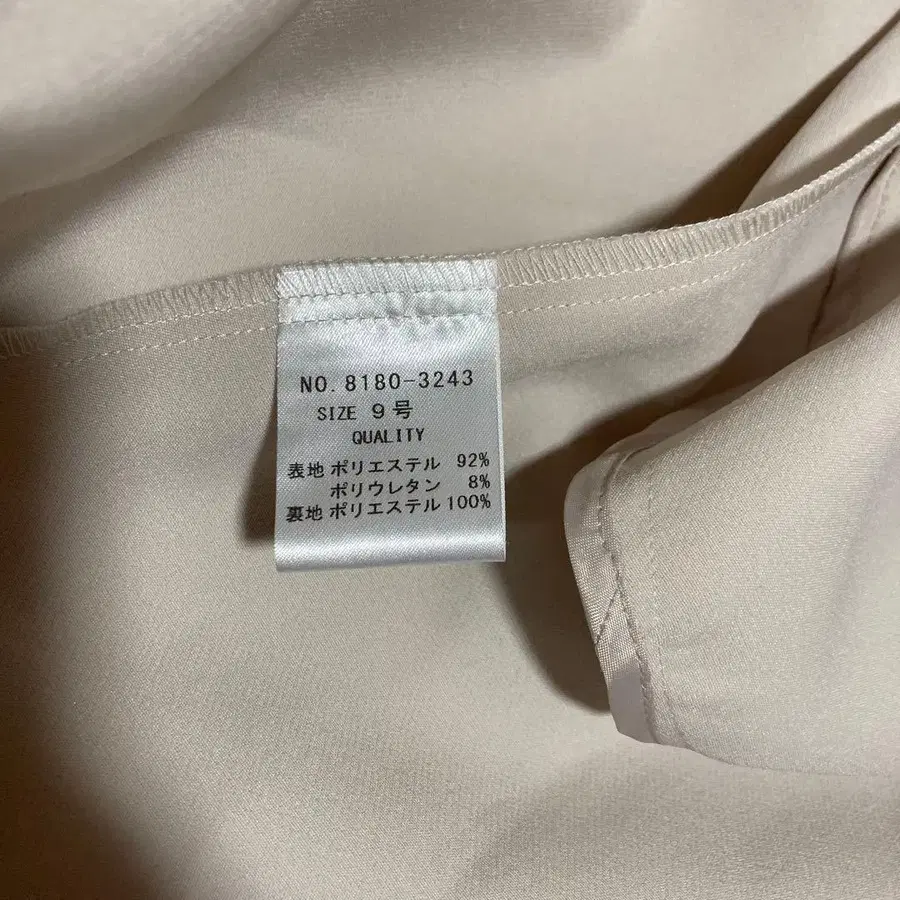 NO. 8180-3243
SIZE 9号
QUALITY
表地 ポリエステル 92%
ポリウレタン 8%
裏地 ポリエステル 100%